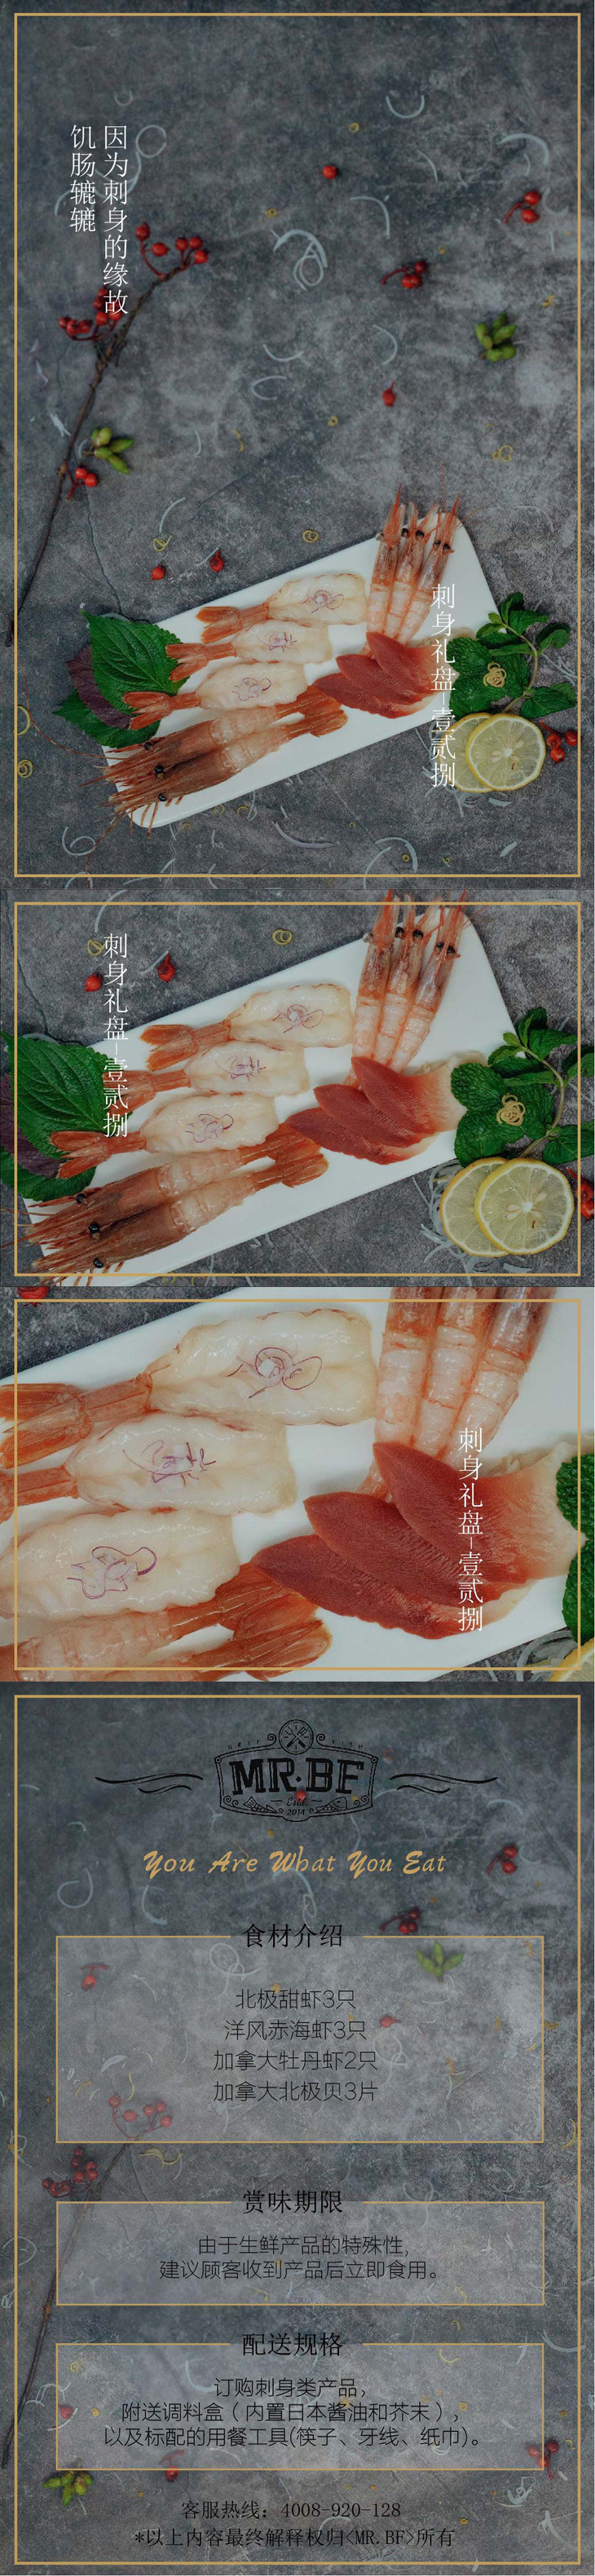 因为刺身的缘故
饥肠辘辘
刺身礼盘-壹贰捌
刺身礼盘-壹贰捌
刺身礼盘-壹贰捌
MR·BF
Estd.
2014
You Are What You Eat
食材介绍
北极甜虾3只
洋风赤海虾3只
加拿大牡丹虾2只
加拿大北极贝3片
赏味期限
由于生鲜产品的特殊性,
建议顾客收到产品后立即食用。
配送规格
订购刺身类产品,
附送调料盒(内置日本酱油和芥末),
以及标配的用餐工具(筷子、牙线、纸巾)。
客服热线: 4008-920-128
*以上内容最终解释权归<MR.BF>所有